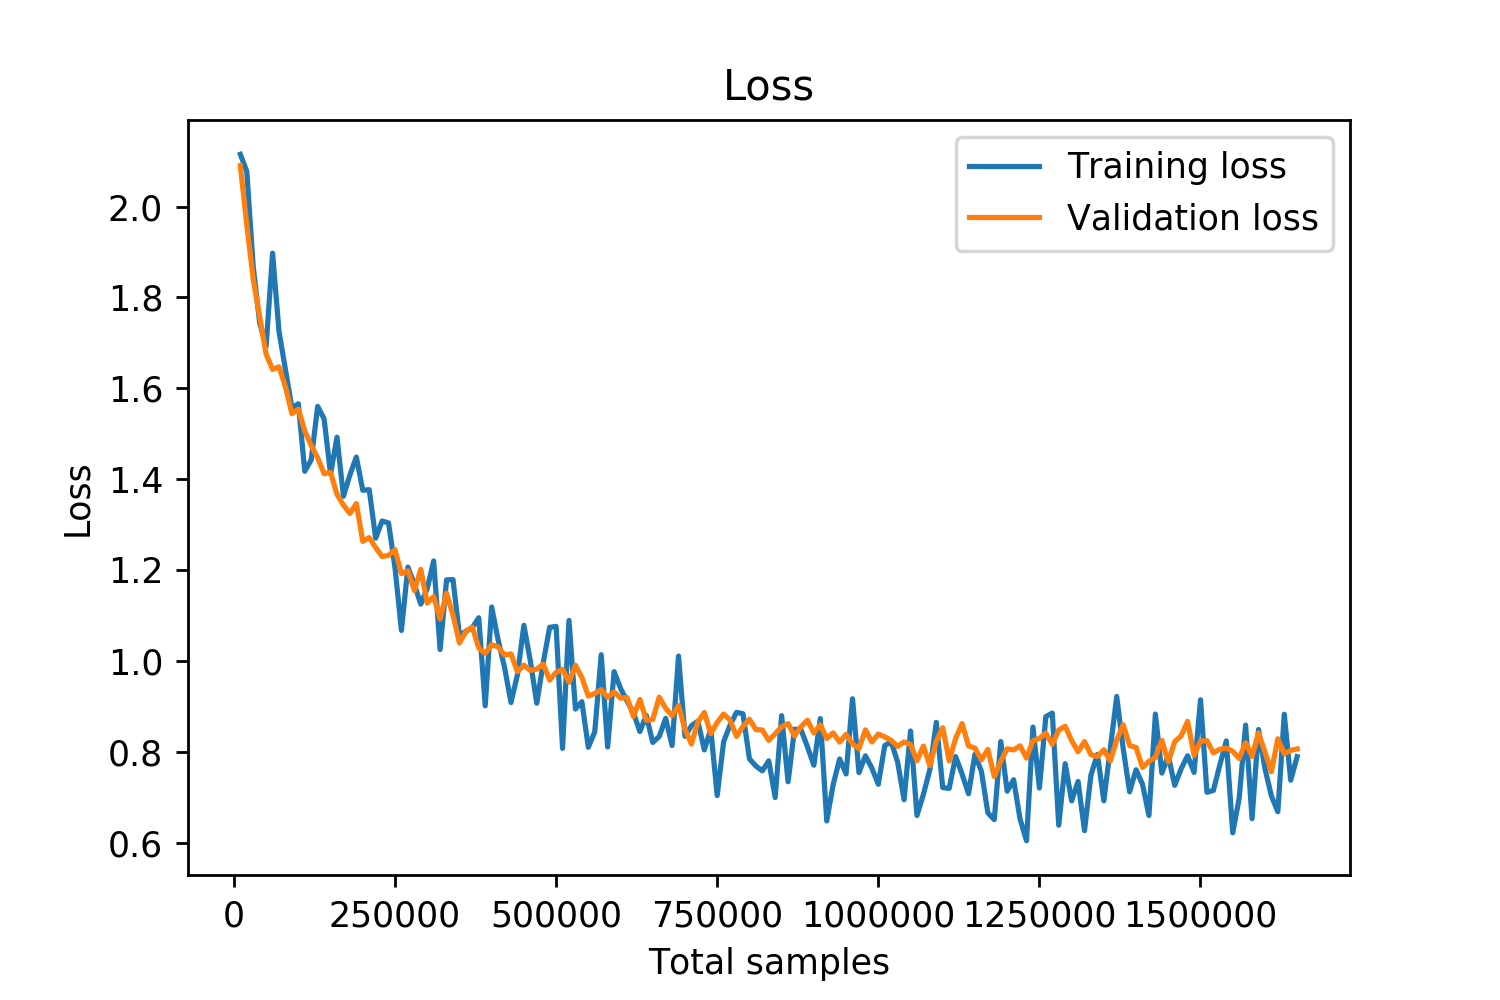 Loss
Training loss
Validation loss
2.0
1.8
1.6
1.4
1.2
1.0
0.8
0.6
Loss
0 250000 500000 750000 1000000 1250000 1500000
Total samples